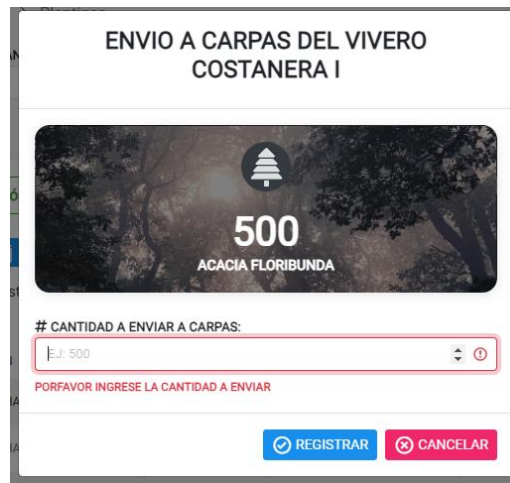 ENVIO A CARPAS DEL VIVERO
COSTANERA I
500
ACACIA FLORIBUNDA
# CANTIDAD A ENVIAR A CARPAS:
EJ: 500
PORFAVOR INGRESE LA CANTIDAD A ENVIAR
REGISTRAR
CANCELAR